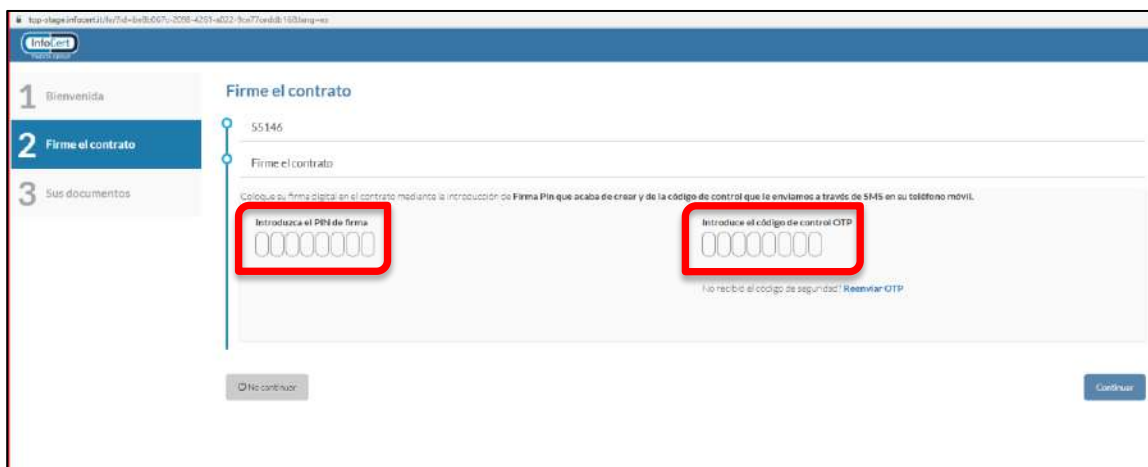 InfoCert
1 Bienvenida
2 Firme el contrato
3 Sus documentos
Firme el contrato
55146
Firme el contrato
Coloque su firma digital en el contrato mediante la introducción de Firma Pin que acaba de crear y de la código de control que le enviamos a través de SMS en su teléfono móvil.
Introduzca el PIN de firma
Introduce el código de control OTP
No recibió el código de seguridad? Reenviar OTP
No continuar
Continuar